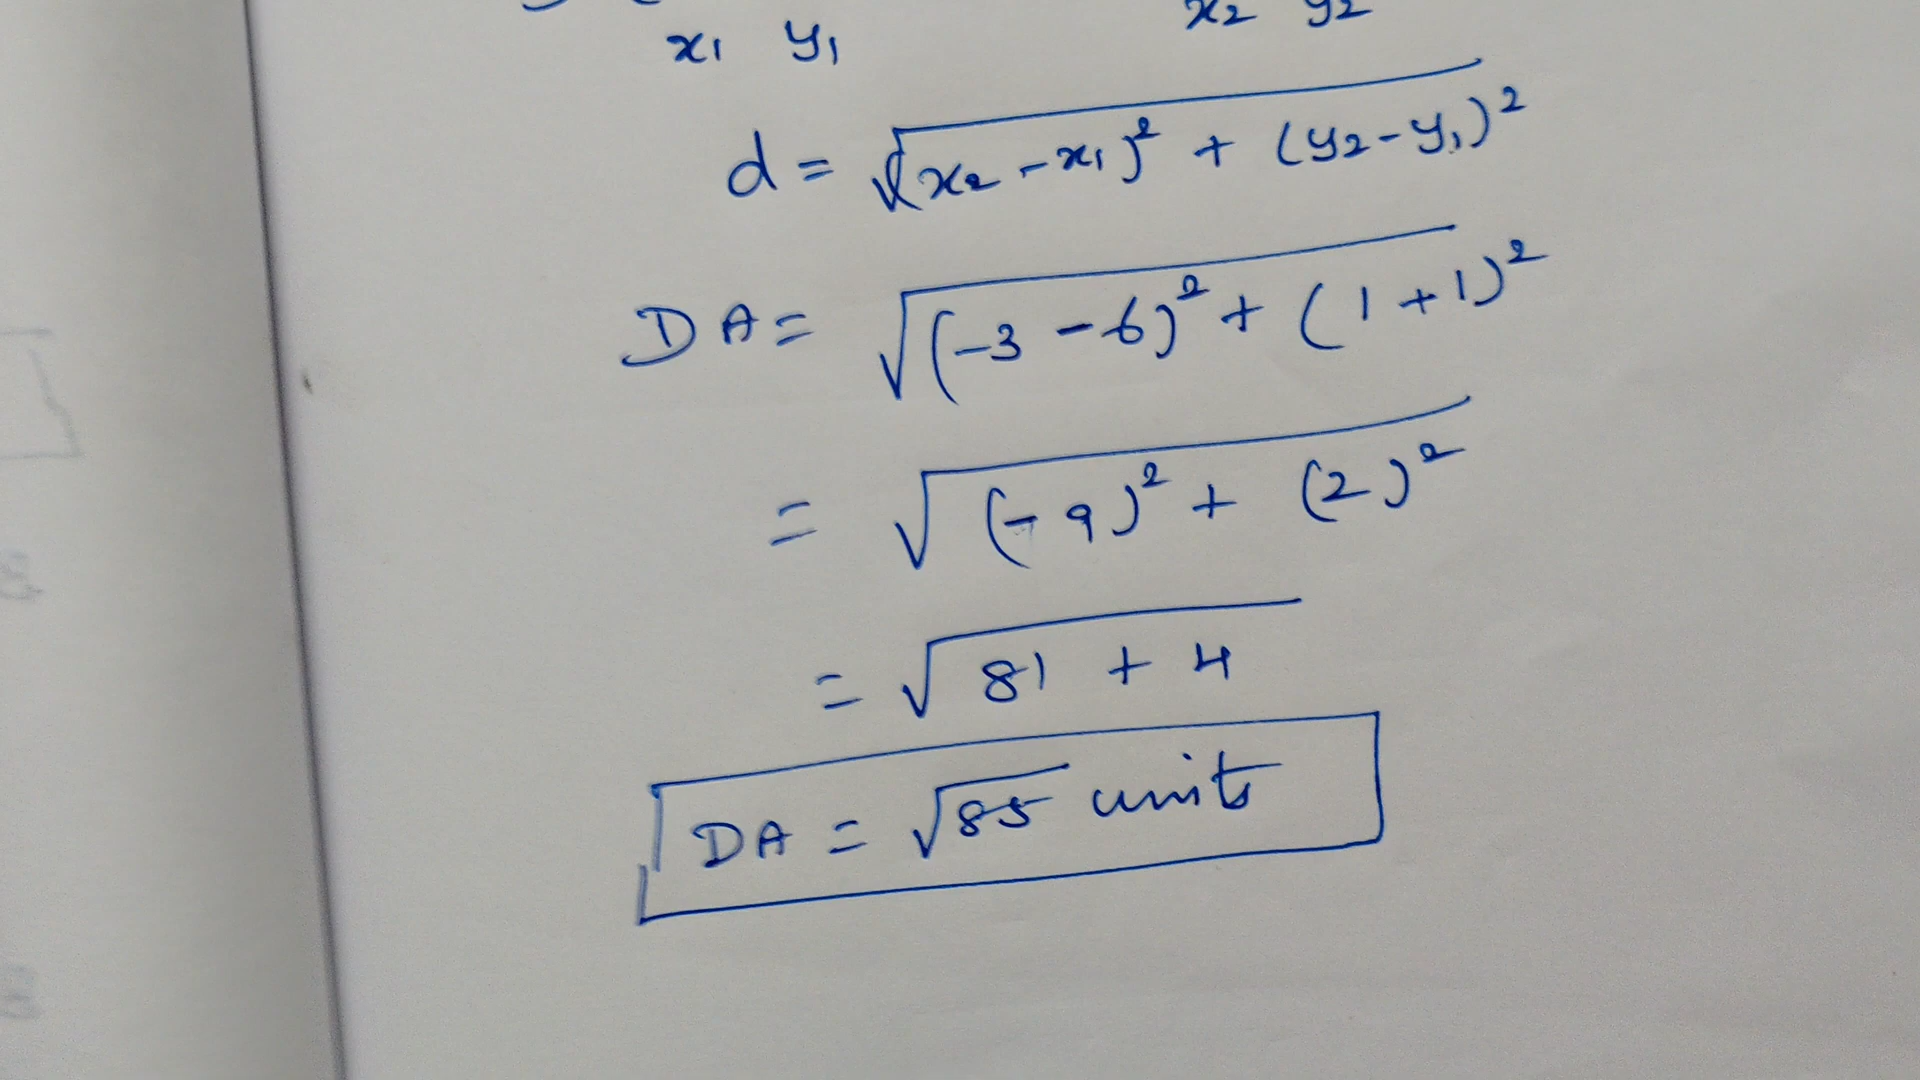 x₁ y₁ x₂ y₂
d = √(x₂ - x₁)² + (y₂ - y₁)²
DA = √(-3 - 6)² + (1 + 1)²
= √(-9)² + (2)²
= √81 + 4
DA = √85 units